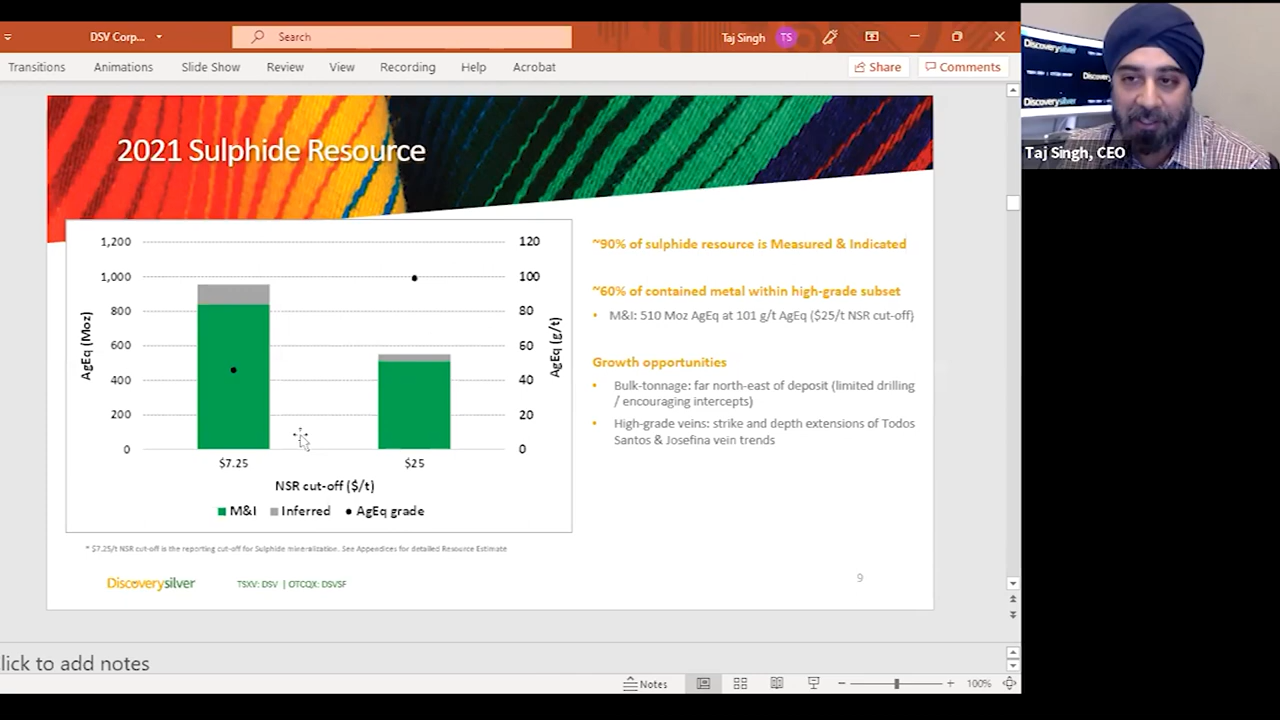 DSV Corp...
Search
Taj Singh
TS
Transitions
Animations
Slide Show
Review
View
Recording
Help
Acrobat
Share
Comments
Discoverysilver
Discovery
Discoverysilver
Taj Singh, CEO
2021 Sulphide Resource
1,200
1,000
800
600
400
200
0
AgEq (Moz)
120
100
80
60
40
20
0
AgEq (g/t)
$7.25
$25
NSR cut-off ($/t)
M&I
Inferred
AgEq grade
~90% of sulphide resource is Measured & Indicated
~60% of contained metal within high-grade subset
• M&I: 510 Moz AgEq at 101 g/t AgEq ($25/t NSR cut-off)
Growth opportunities
• Bulk-tonnage: far north-east of deposit (limited drilling
/ encouraging intercepts)
• High-grade veins: strike and depth extensions of Todos
Santos & Josefina vein trends
* $7.25/t NSR cut-off is the reporting cut-off for Sulphide mineralization. See Appendices for detailed Resource Estimate
Discoverysilver
TSXV: DSV | OTCQX: DSVSF
9
lick to add notes
Notes
100%